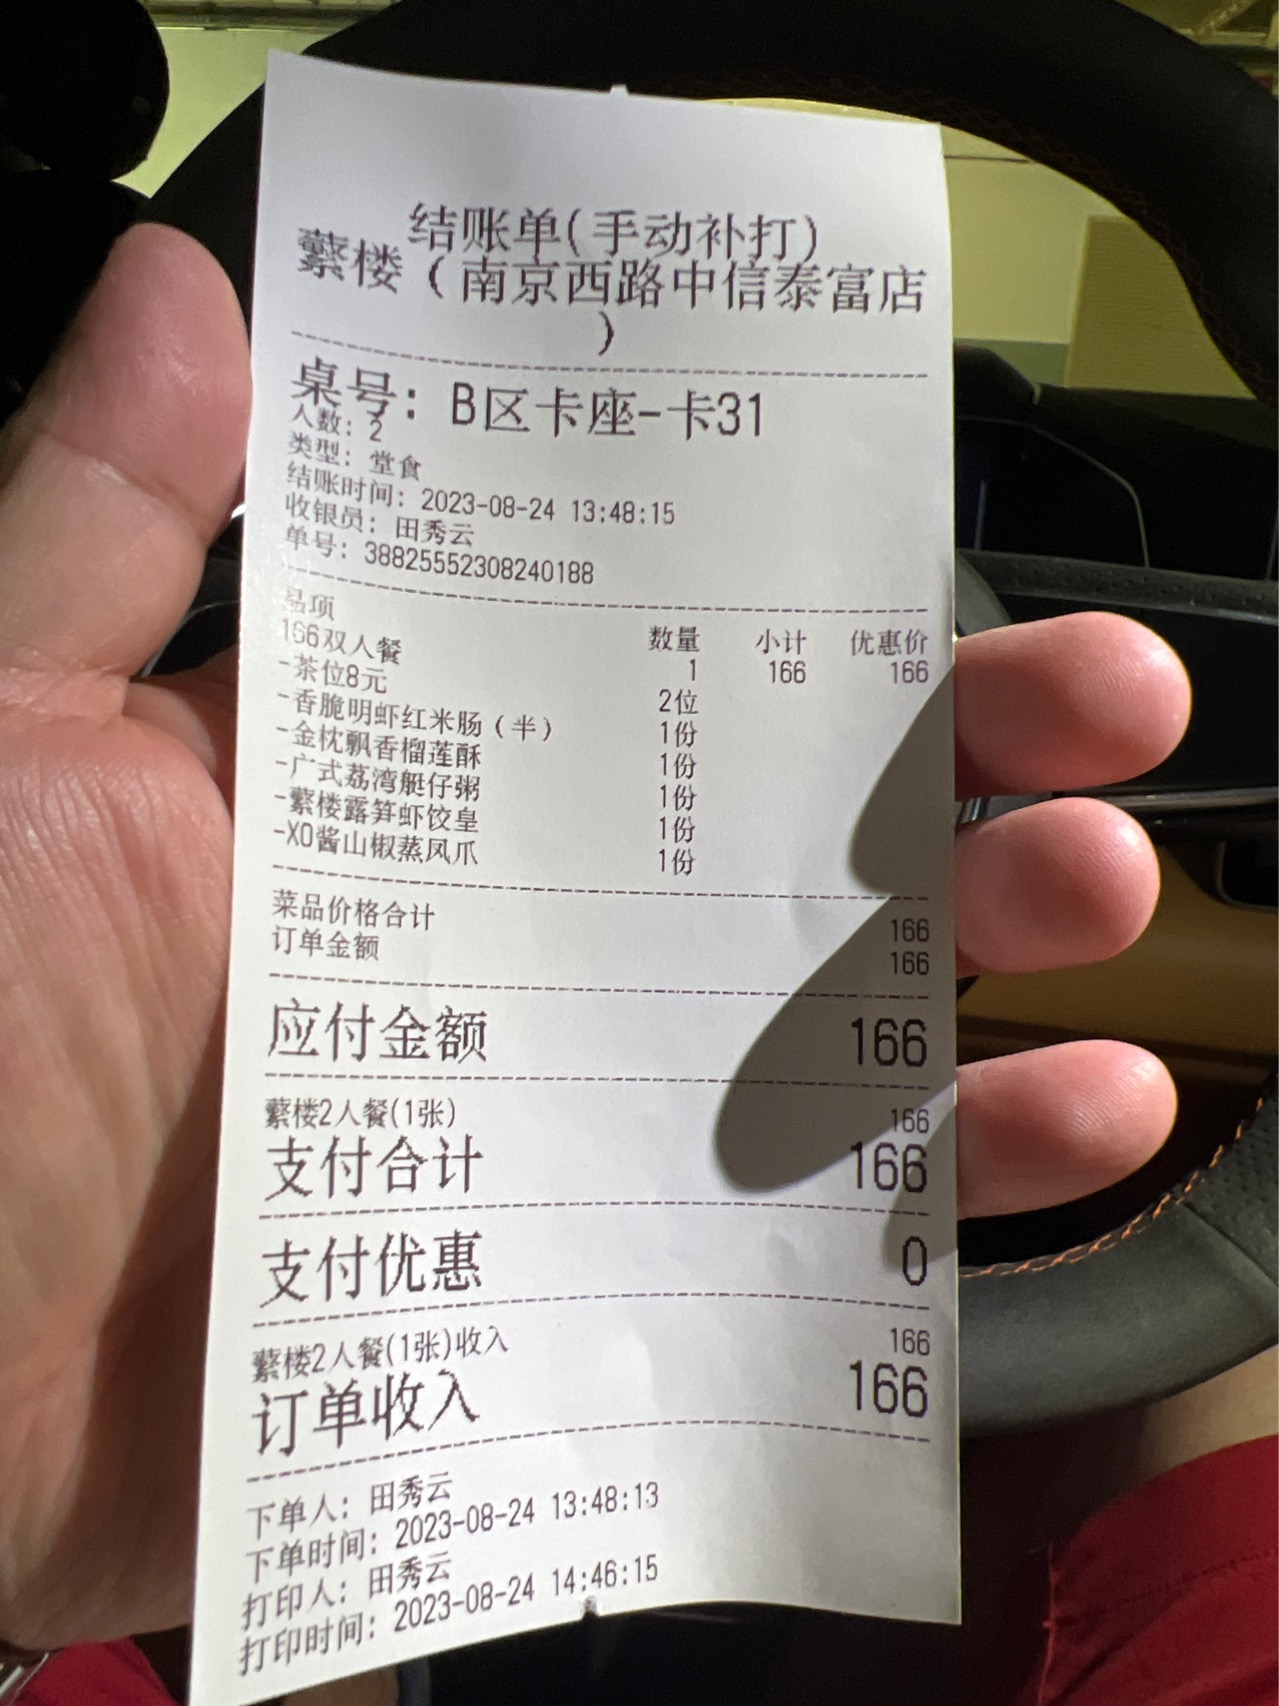 结账单(手动补打)
蘩楼(南京西路中信泰富店
)
桌号: B区卡座-卡31
人数: 2
类型: 堂食
结账时间: 2023-08-24 13:48:15
收银员: 田秀云
单号: 38825552308240188
品项 数量 小计 优惠价
166双人餐 1 166 166
-茶位8元 2位
-香脆明虾红米肠(半) 1份
-金枕飘香榴莲酥 1份
-广式荔湾艇仔粥 1份
-蘩楼露笋虾饺皇 1份
-XO酱山椒蒸凤爪 1份
菜品价格合计 166
订单金额 166
应付金额 166
蘩楼2人餐(1张) 166
支付合计 166
支付优惠 0
蘩楼2人餐(1张)收入 166
订单收入 166
下单人: 田秀云
下单时间: 2023-08-24 13:48:13
打印人: 田秀云
打印时间: 2023-08-24 14:46:15